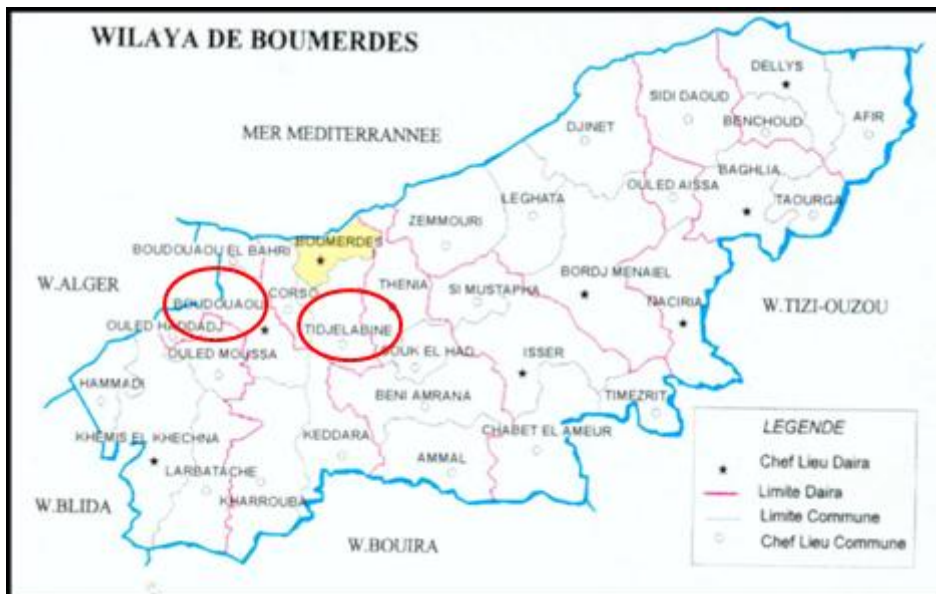 WILAYA DE BOUMERDES
DELLYS
SIDI DAOUD
MER MEDITERRANNEE
DJINET
BENCHOUD
AFIR
BAGHLIA
OULED AISSA
TAOURGA
LEGHATA
ZEMMOURI
BOUMERDES
BOUDOUAOU EL BAHRI
W.ALGER
THENIA
BORDJ MENAIEL
CORSO
SI MUSTAPHA
BOUDOUAOU
NACIRIA
W.TIZI-OUZOU
OULED HADDADJ
TIDJELABINE
SOUK EL HAD
ISSER
OULED MOUSSA
HAMMADI
BENI AMRANA
TIMEZRIT
KHEMIS EL KHECHNA
KEDDARA
CHABET EL AMEUR
LARBATACHE
AMMAL
KHARROUBA
W.BLIDA
W.BOUIRA
LEGENDE
Chef Lieu Daira
Limite Daira
Limite Commune
Chef Lieu Commune